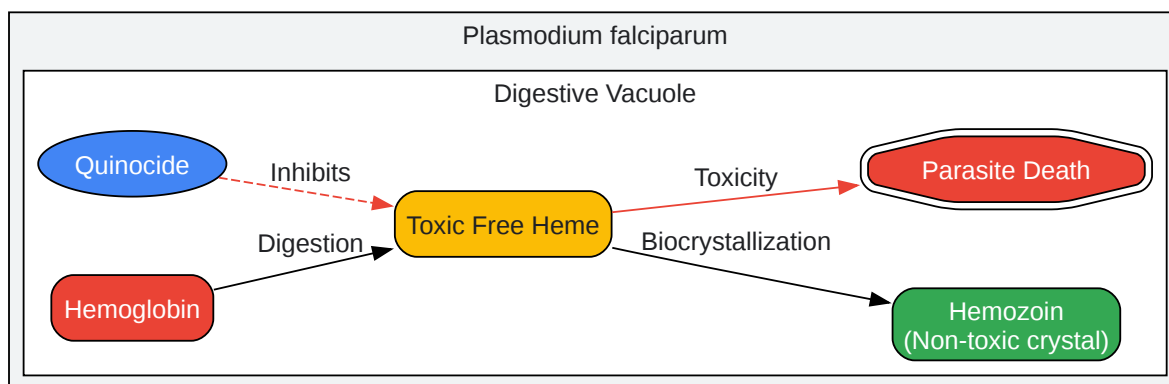 Plasmodium falciparum
Digestive Vacuole
Quinocide
Inhibits
Toxicity
Parasite Death
Toxic Free Heme
Digestion
Biocrystallization
Hemoglobin
Hemozoin
(Non-toxic crystal)